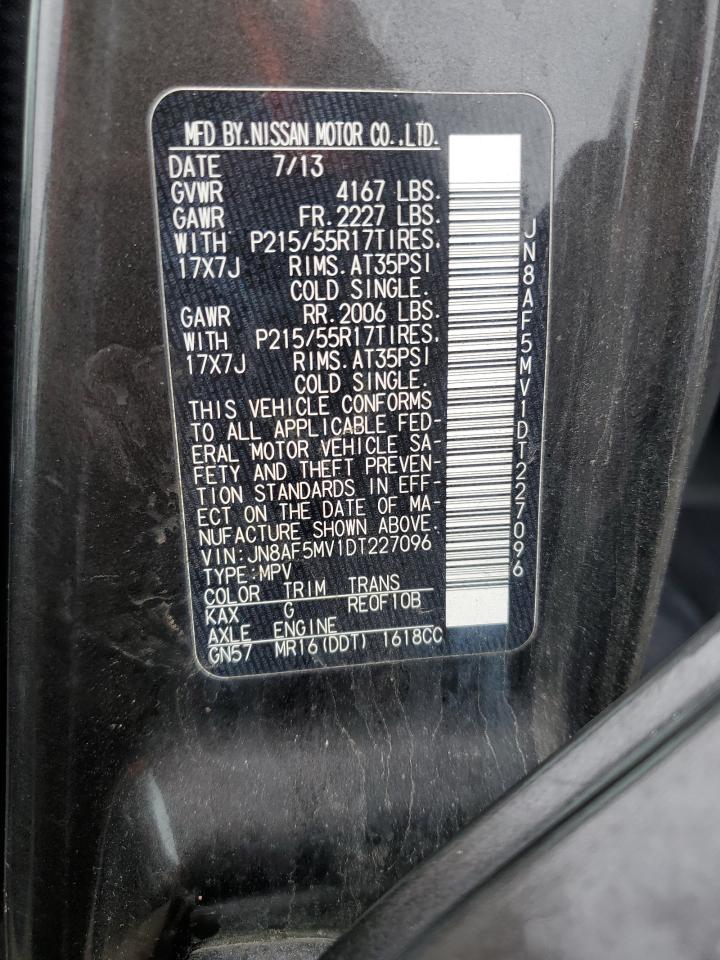 MFD BY.NISSAN MOTOR CO.,LTD.
DATE 7/13
GVWR 4167 LBS.
GAWR FR.2227 LBS.
WITH P215/55R17TIRES.
17X7J RIMS.AT35PSI
COLD SINGLE.
GAWR RR.2006 LBS.
WITH P215/55R17TIRES.
17X7J RIMS.AT35PSI
COLD SINGLE.
THIS VEHICLE CONFORMS
TO ALL APPLICABLE FED-
ERAL MOTOR VEHICLE SA-
FETY AND THEFT PREVEN-
TION STANDARDS IN EFF-
ECT ON THE DATE OF MA-
NUFACTURE SHOWN ABOVE.
VIN:JN8AF5MV1DT227096
TYPE:MPV
COLOR TRIM TRANS
KAX G RE0F10B
AXLE ENGINE
GN57 MR16(DDT) 1618CC
JN8AF5MV1DT227096